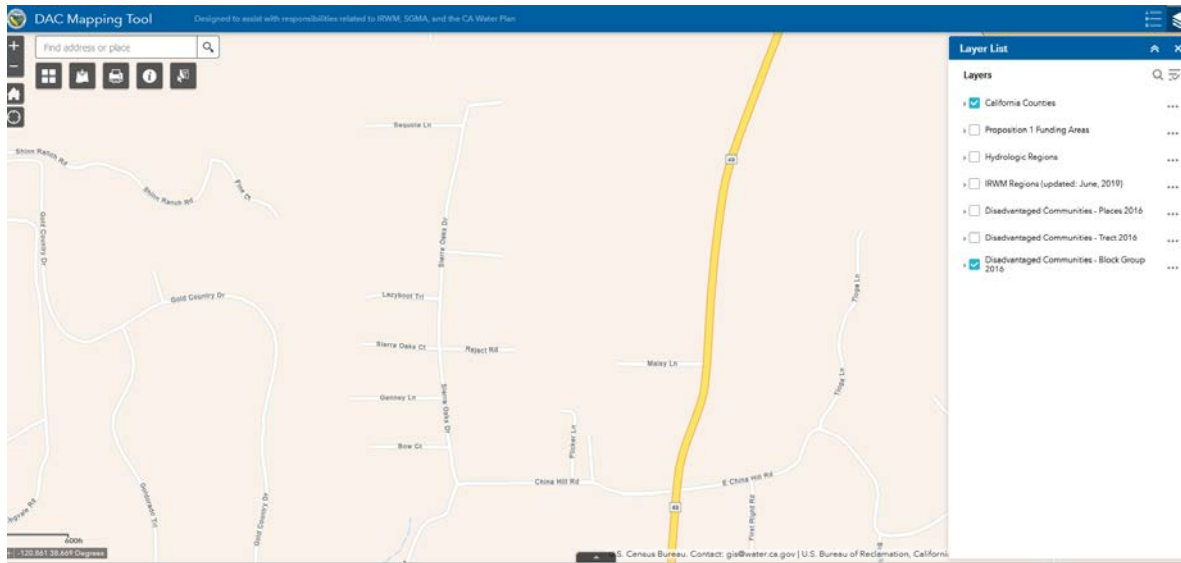 DAC Mapping Tool
Designed to assist with responsibilities related to IRWM, SGMA, and the CA Water Plan
Find address or place
Layer List
Layers
California Counties
Proposition 1 Funding Areas
Hydrologic Regions
IRWM Regions (updated: June, 2019)
Disadvantaged Communities - Places 2016
Disadvantaged Communities - Tract 2016
Disadvantaged Communities - Block Group
2016
Sequoia Ln
Shinn Ranch Rd
Shinn Ranch Rd
Pine Ct
Gold Country Dr
Sierra Oaks Dr
Tioga Ln
Lazyboot Trl
Gold Country Dr
Sierra Oaks Ct
Reject Rd
Maisy Ln
Tioga Ln
Sierra Oaks Dr
Bow Ct
Flicker Ln
China Hill Rd
E China Hill Rd
Gold Country Dr
First Right Rd
49
49
600ft
-120.861 38.669 Degrees
U.S. Census Bureau. Contact: gis@water.ca.gov | U.S. Bureau of Reclamation, California